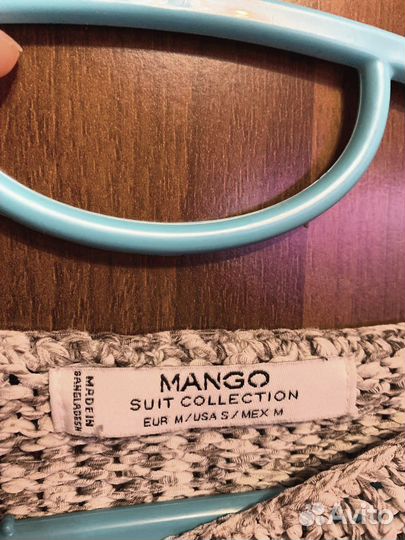 MADE IN
BANGLADESH
MANGO
SUIT COLLECTION
EUR M/USA S/MEX M
Avito